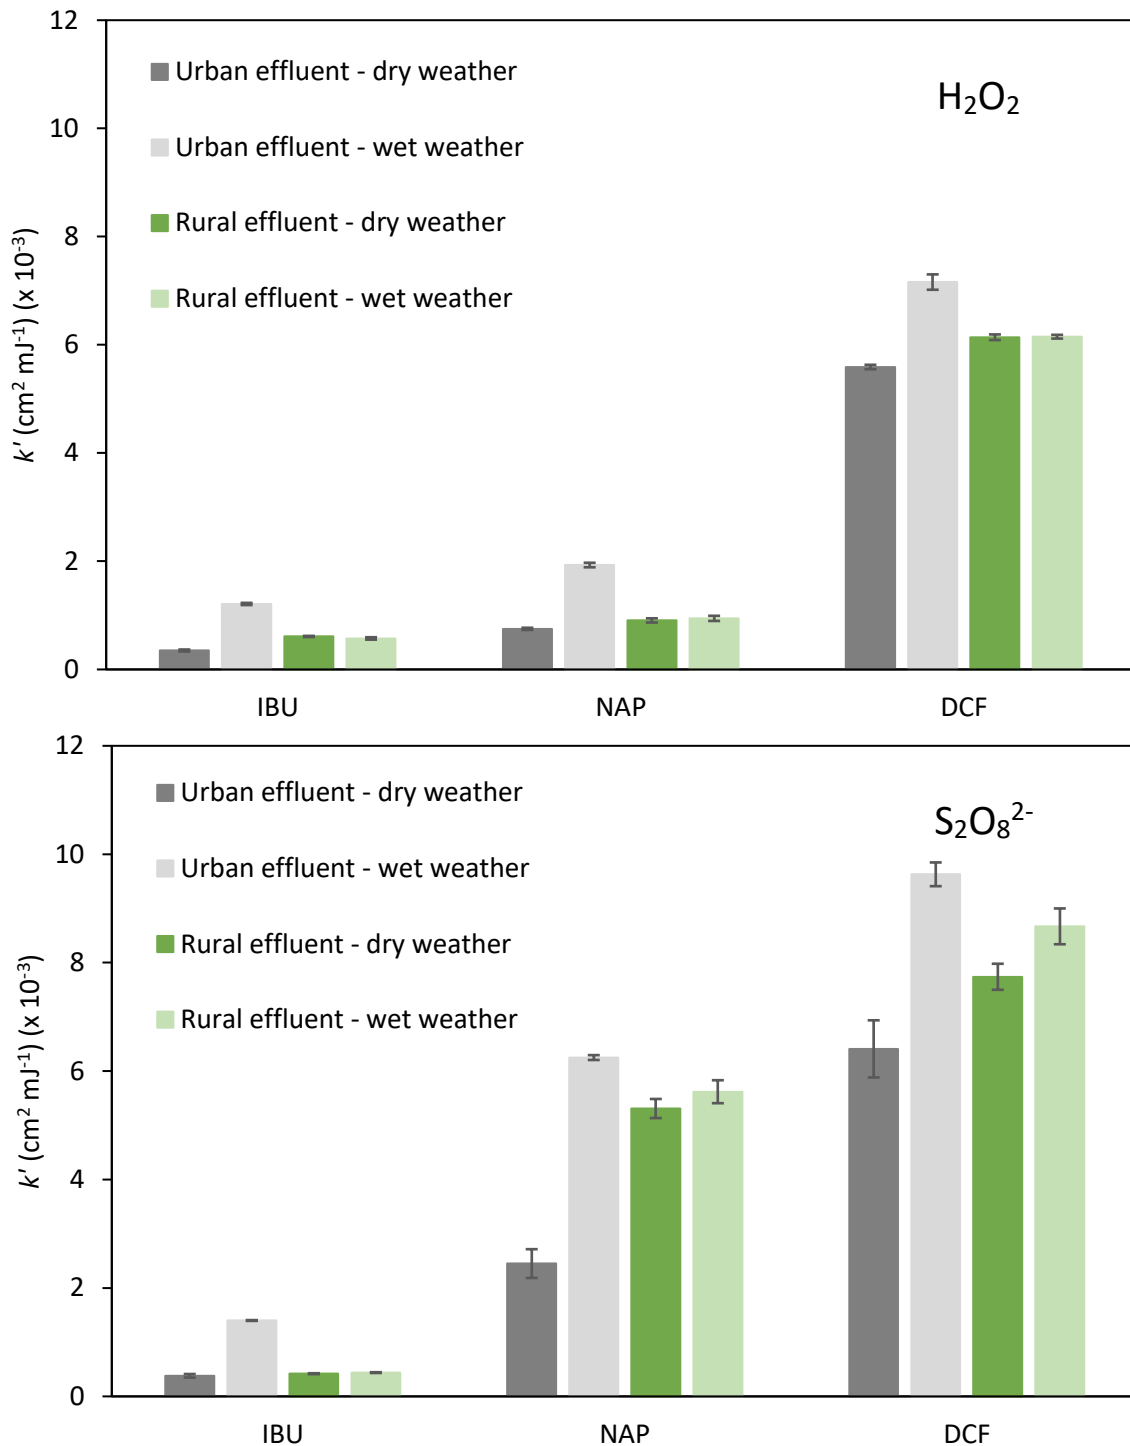 12
10
8
6
4
2
0
k' (cm² mJ⁻¹) (x 10⁻³)
Urban effluent - dry weather
Urban effluent - wet weather
Rural effluent - dry weather
Rural effluent - wet weather
H₂O₂
IBU NAP DCF
12
10
8
6
4
2
0
k' (cm² mJ⁻¹) (x 10⁻³)
Urban effluent - dry weather
Urban effluent - wet weather
Rural effluent - dry weather
Rural effluent - wet weather
S₂O₈²⁻
IBU NAP DCF